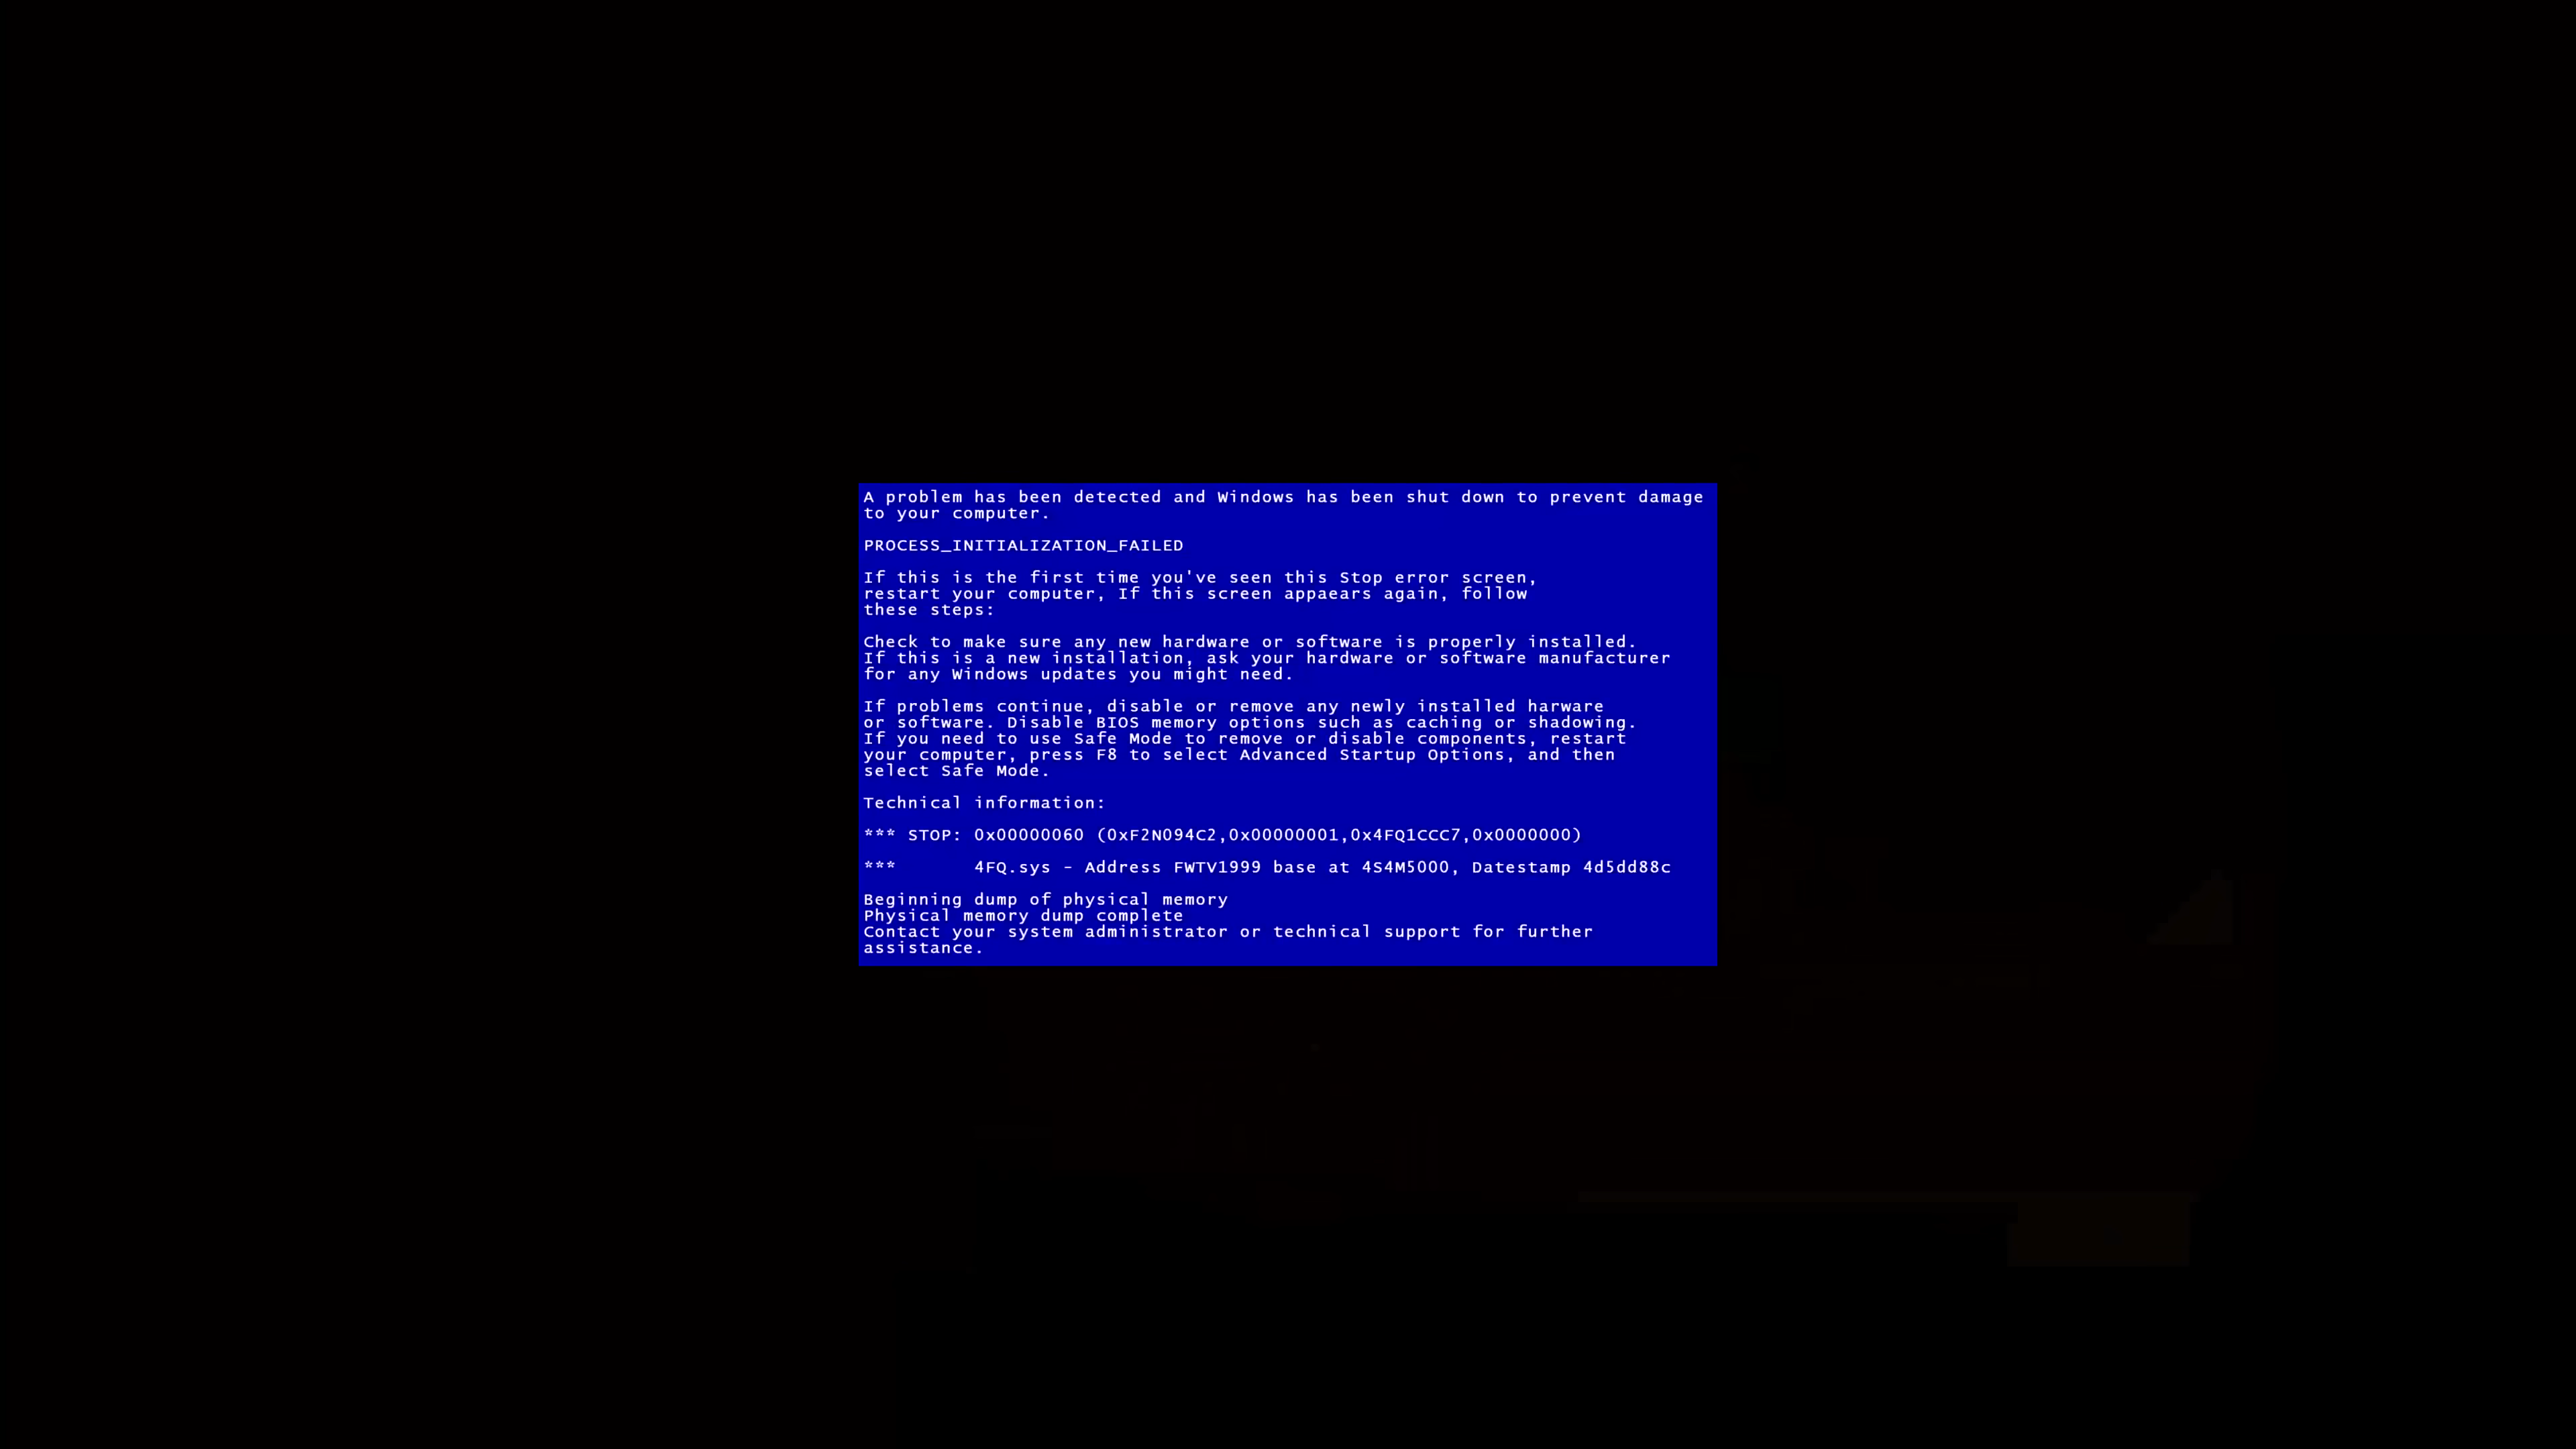 A problem has been detected and Windows has been shut down to prevent damage
to your computer.
PROCESS_INITIALIZATION_FAILED
If this is the first time you've seen this Stop error screen,
restart your computer, If this screen appaears again, follow
these steps:
Check to make sure any new hardware or software is properly installed.
If this is a new installation, ask your hardware or software manufacturer
for any Windows updates you might need.
If problems continue, disable or remove any newly installed harware
or software. Disable BIOS memory options such as caching or shadowing.
If you need to use Safe Mode to remove or disable components, restart
your computer, press F8 to select Advanced Startup Options, and then
select Safe Mode.
Technical information:
*** STOP: 0x00000060 (0xF2N094C2,0x00000001,0x4FQ1CCC7,0x0000000)
*** 4FQ.sys - Address FWTV1999 base at 4S4M5000, Datestamp 4d5dd88c
Beginning dump of physical memory
Physical memory dump complete
Contact your system administrator or technical support for further
assistance.